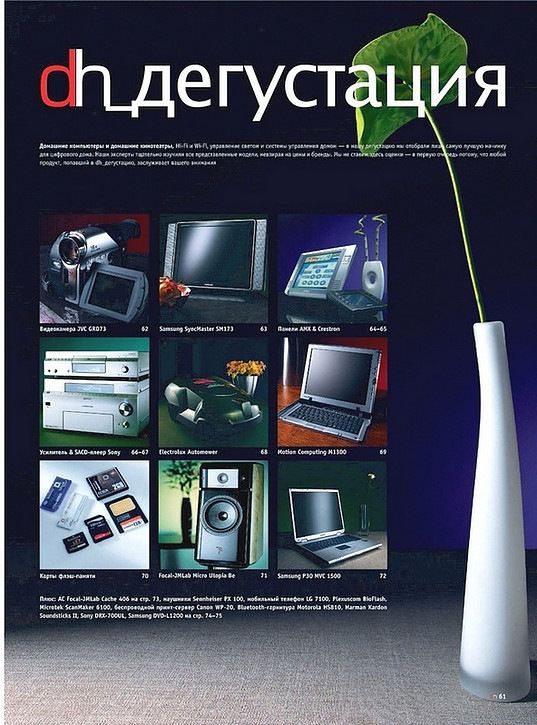 dh_дегустация
Домашние компьютеры и домашние кинотеатры, Hi-Fi и Wi-Fi, управление светом и системы управления домом — в нашу дегустацию мы отобрали лишь самую лучшую начинку
для цифрового дома. Наши эксперты тщательно изучили все представленные модели, невзирая на цены и бренды. Мы не ставим здесь оценки — в первую очередь потому, что любой
продукт, попавший в dh_дегустацию, заслуживает вашего внимания
Видеокамера JVC GRD73 62
Samsung SyncMaster SM173 63
Панели AMX & Crestron 64–65
Усилитель & SACD-плеер Sony 66–67
Electrolux Automower 68
Motion Computing M1300 69
Карты флэш-памяти 70
Focal-JMLab Micro Utopia Be 71
Samsung P30 MVC 1500 72
Плюс: АС Focal-JMLab Cache 406 на стр. 73, наушники Sennheiser PX 100, мобильный телефон LG 7100, Plexuscom BioFlash,
Microtek ScanMaker 6100, беспроводной принт-сервер Canon WP-20, Bluetooth-гарнитура Motorola HS810, Harman Kardon
Soundsticks II, Sony DRX-700UL, Samsung DVD-L1200 на стр. 74–75
dh 61